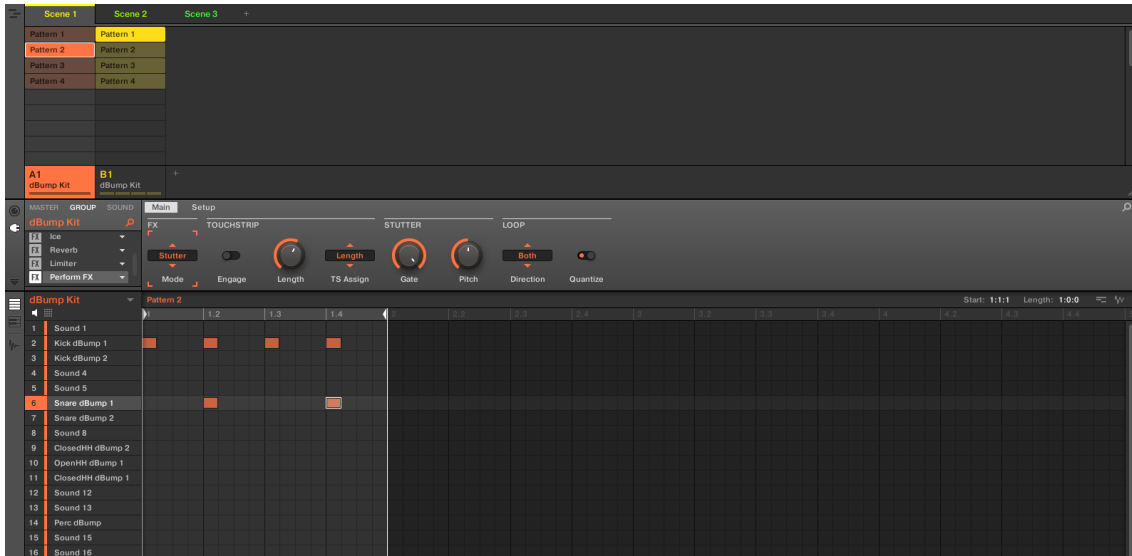 Scene 1 Scene 2 Scene 3 +
Pattern 1 Pattern 1
Pattern 2 Pattern 2
Pattern 3 Pattern 3
Pattern 4 Pattern 4
A1 B1 +
dBump Kit dBump Kit
MASTER GROUP SOUND Main Setup
dBump Kit FX TOUCHSTRIP STUTTER LOOP
FX Ice
FX Reverb Stutter Length Both
FX Limiter
FX Perform FX Mode Engage Length TS Assign Gate Pitch Direction Quantize
dBump Kit Pattern 2 Start: 1:1:1 Length: 1:0:0
1 1.2 1.3 1.4 2 2.2 2.3 2.4 3 3.2 3.3 3.4 4 4.2 4.3 4.4
1 Sound 1
2 Kick dBump 1
3 Kick dBump 2
4 Sound 4
5 Sound 5
6 Snare dBump 1
7 Snare dBump 2
8 Sound 8
9 ClosedHH dBump 2
10 OpenHH dBump 1
11 ClosedHH dBump 1
12 Sound 12
13 Sound 13
14 Perc dBump
15 Sound 15
16 Sound 16